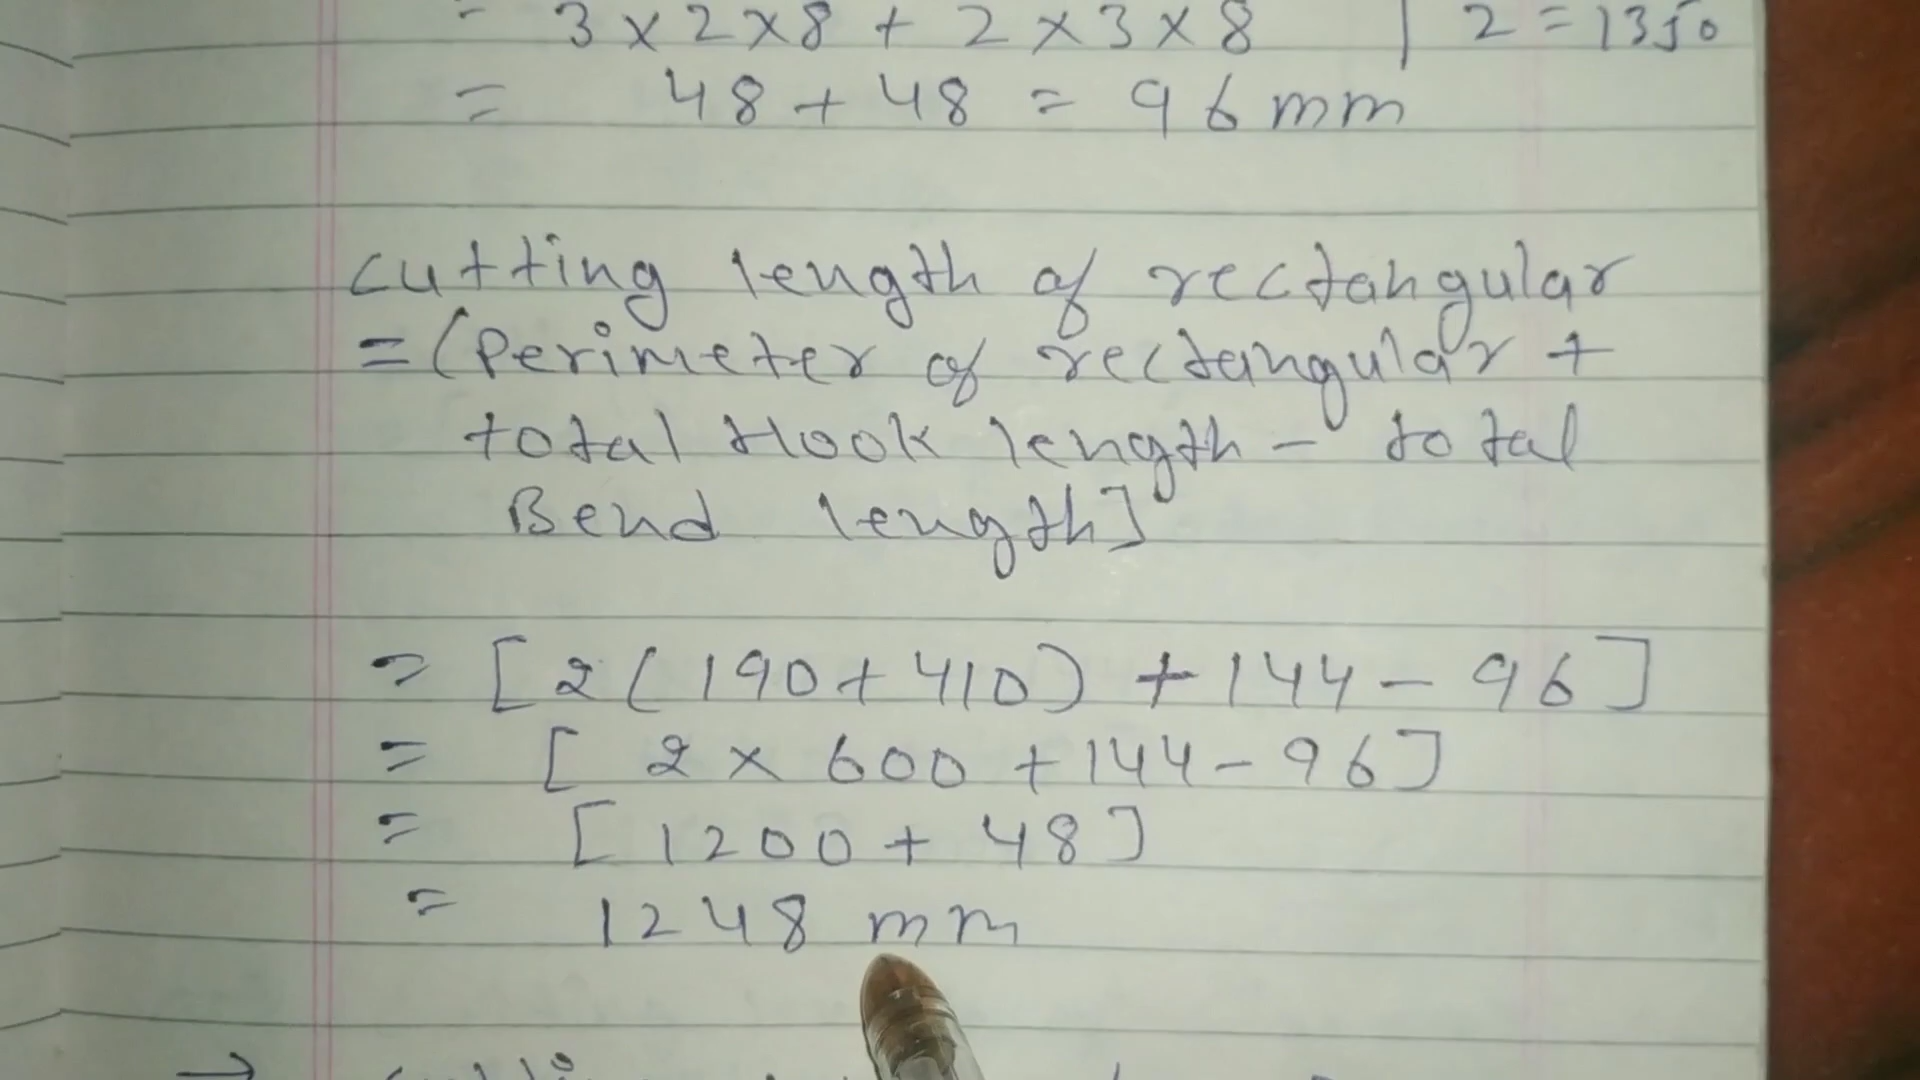 = 3 × 2 × 8 + 2 × 3 × 8 | 2 = 135°
= 48 + 48 = 96 mm
cutting length of rectangular
= (Perimeter of rectangular +
total Hook length - total
Bend length]
= [2(190 + 410) + 144 - 96]
= [2 × 600 + 144 - 96]
= [1200 + 48]
= 1248 mm
→